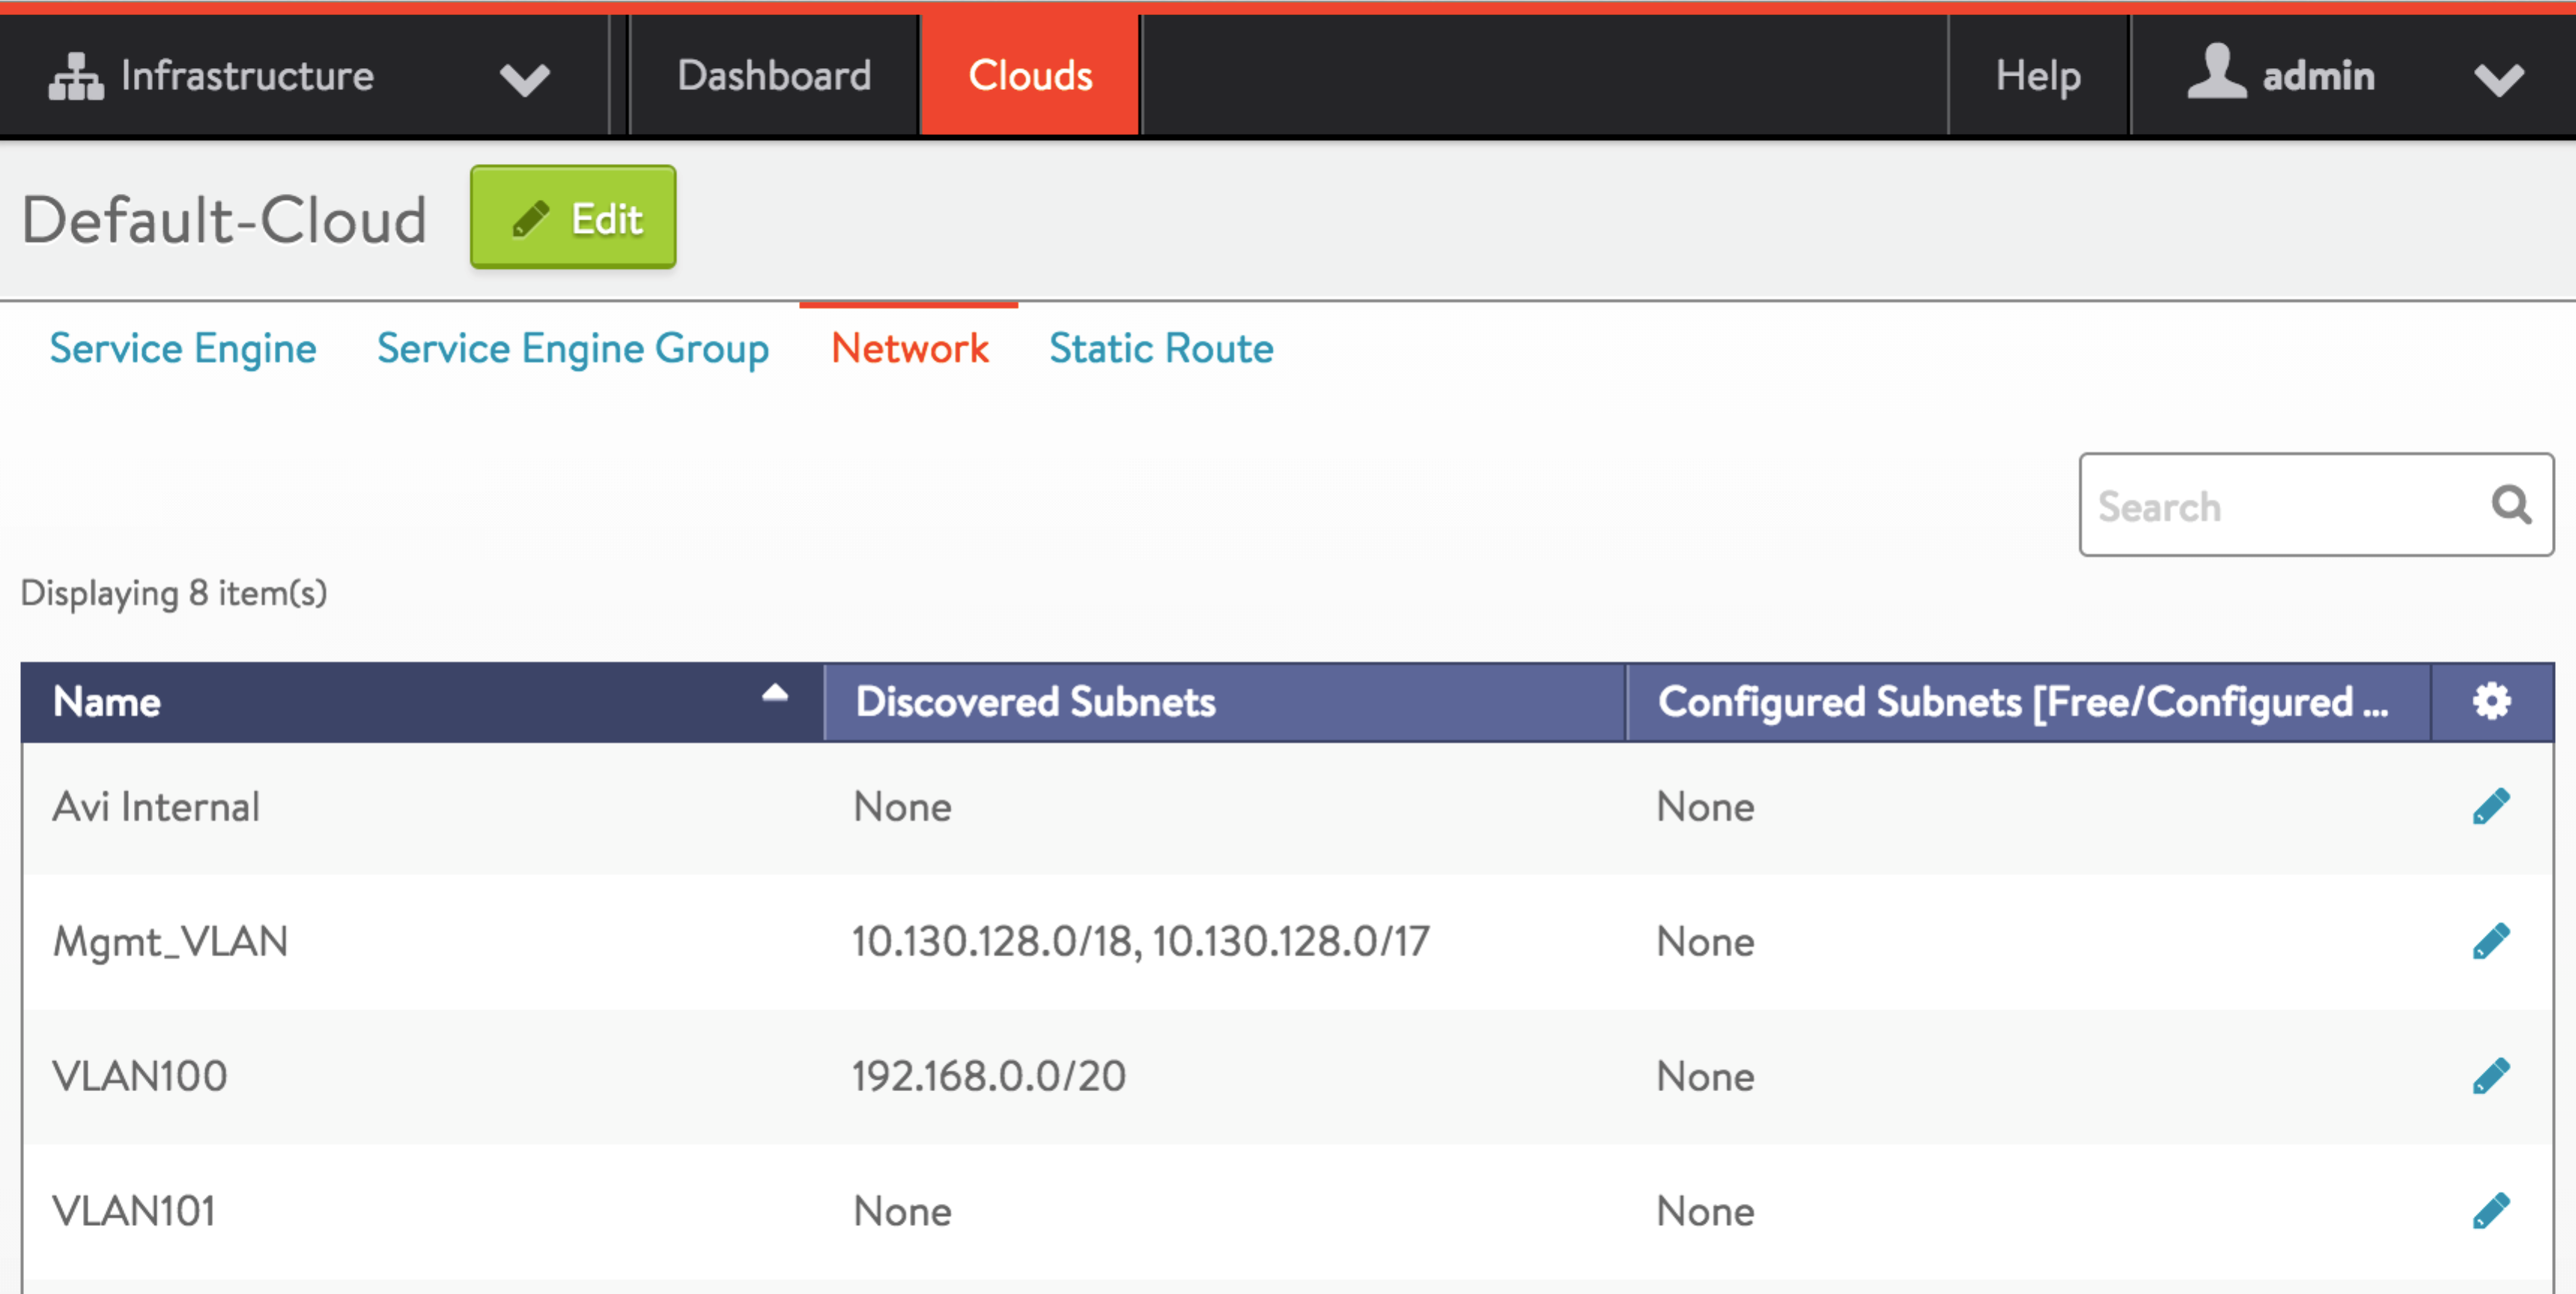 Infrastructure Dashboard Clouds Help admin
Default-Cloud Edit
Service Engine Service Engine Group Network Static Route
Search
Displaying 8 item(s)
Name Discovered Subnets Configured Subnets [Free/Configured ...
Avi Internal None None
Mgmt_VLAN 10.130.128.0/18, 10.130.128.0/17 None
VLAN100 192.168.0.0/20 None
VLAN101 None None